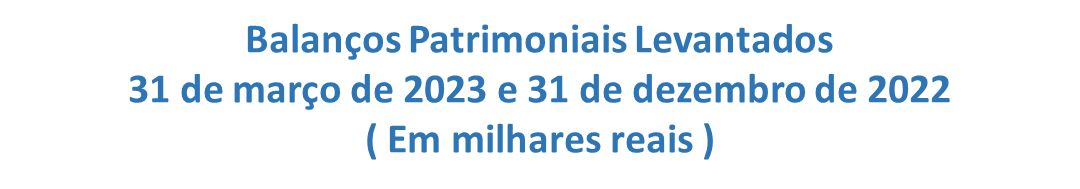 Balanços Patrimoniais Levantados
31 de março de 2023 e 31 de dezembro de 2022
( Em milhares reais )